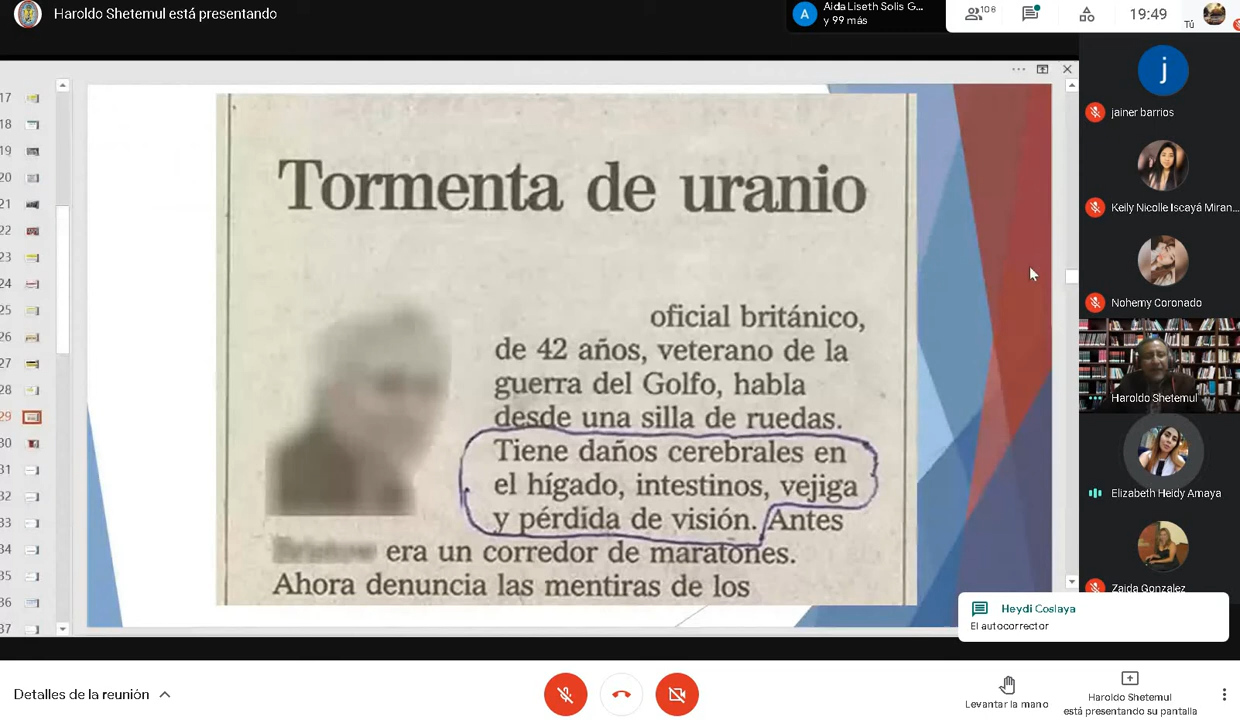 Haroldo Shetemul está presentando
Aida Liseth Solis G...
y 99 más
A
106
19:49
Tú
17
18
19
20
21
22
23
24
25
26
27
28
29
30
31
32
33
34
35
36
37
Tormenta de uranio
oficial británico,
de 42 años, veterano de la
guerra del Golfo, habla
desde una silla de ruedas.
Tiene daños cerebrales en
el hígado, intestinos, vejiga
y pérdida de visión. Antes
era un corredor de maratones.
Ahora denuncia las mentiras de los
j
jainer barrios
Keily Nicolle Iscayá Miran...
Nohemy Coronado
Haroldo Shetemul
Elizabeth Heidy Amaya
Zaida Gonzalez
Heydi Coslaya
El autocorrector
Detalles de la reunión
Levantar la mano
Haroldo Shetemul
está presentando su pantalla